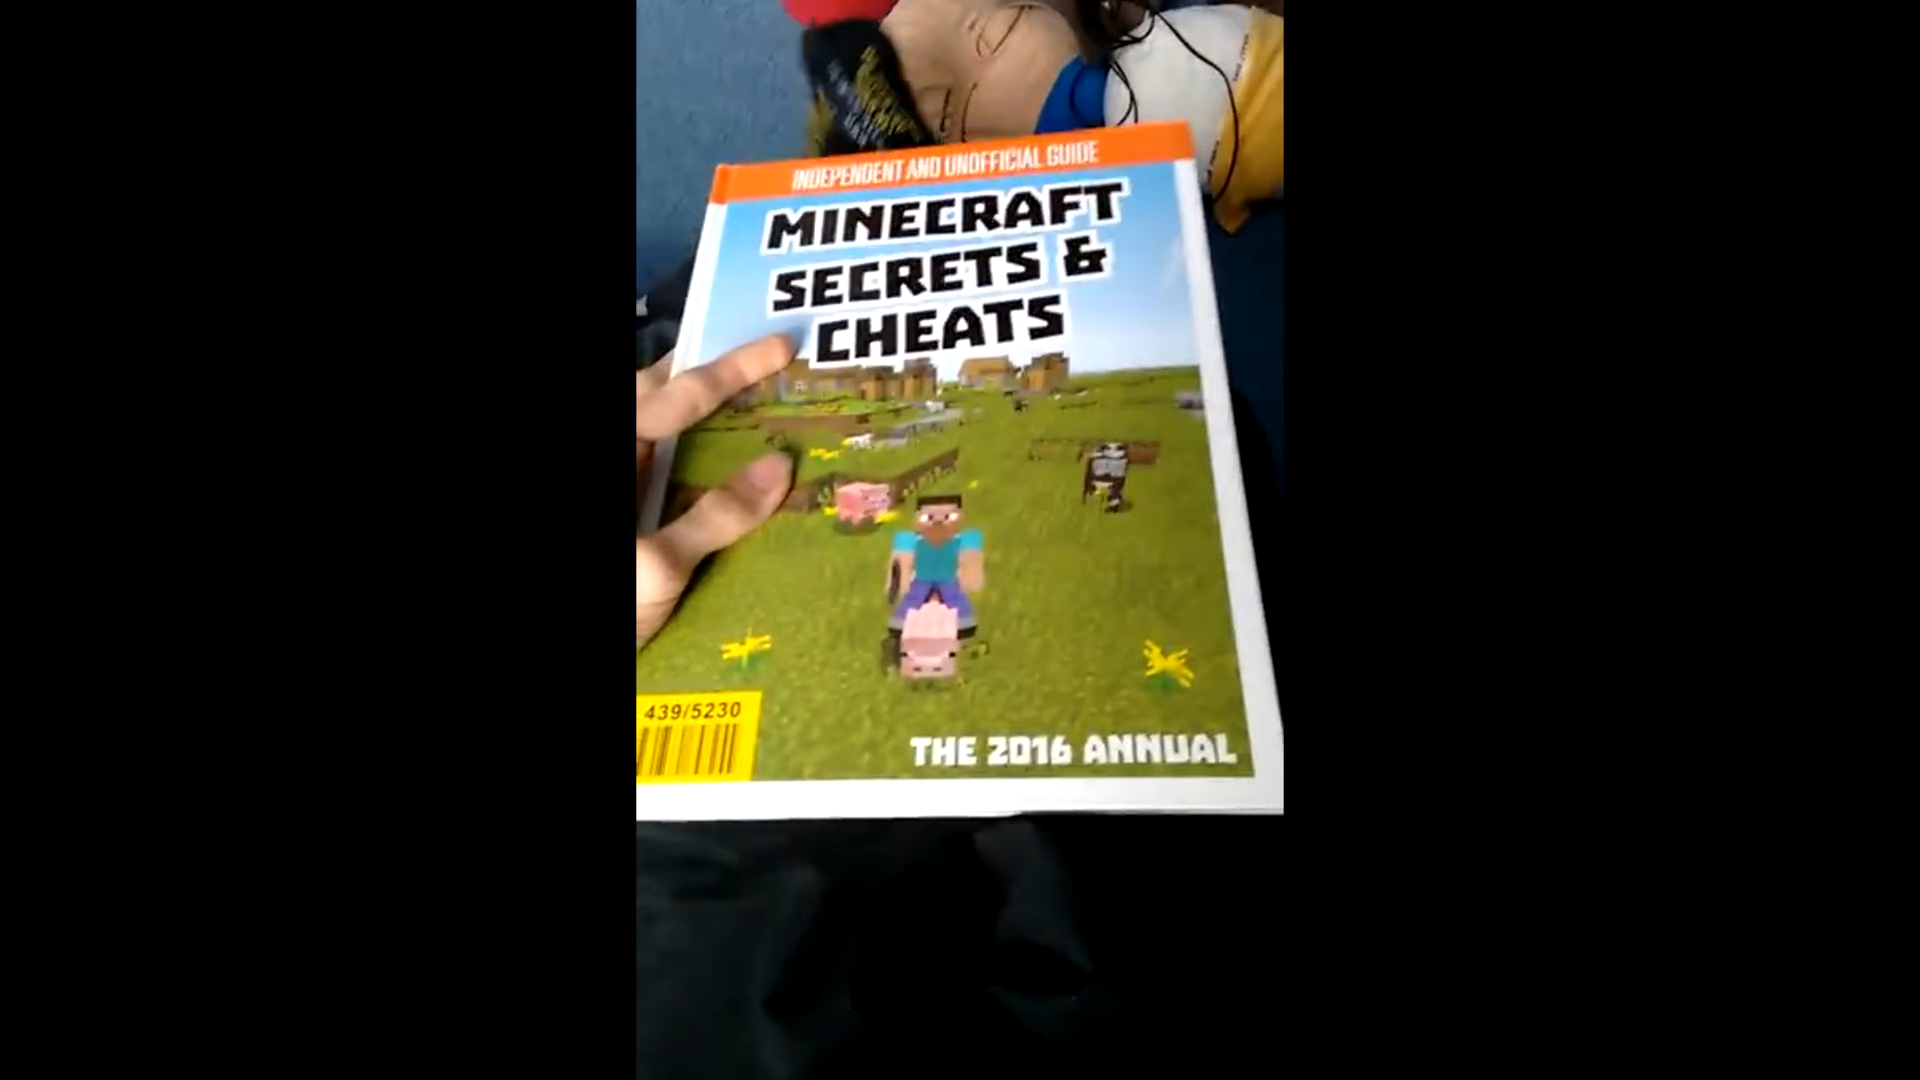 INDEPENDENT AND UNOFFICIAL GUIDE
MINECRAFT
SECRETS &
CHEATS
439/5230
THE 2016 ANNUAL